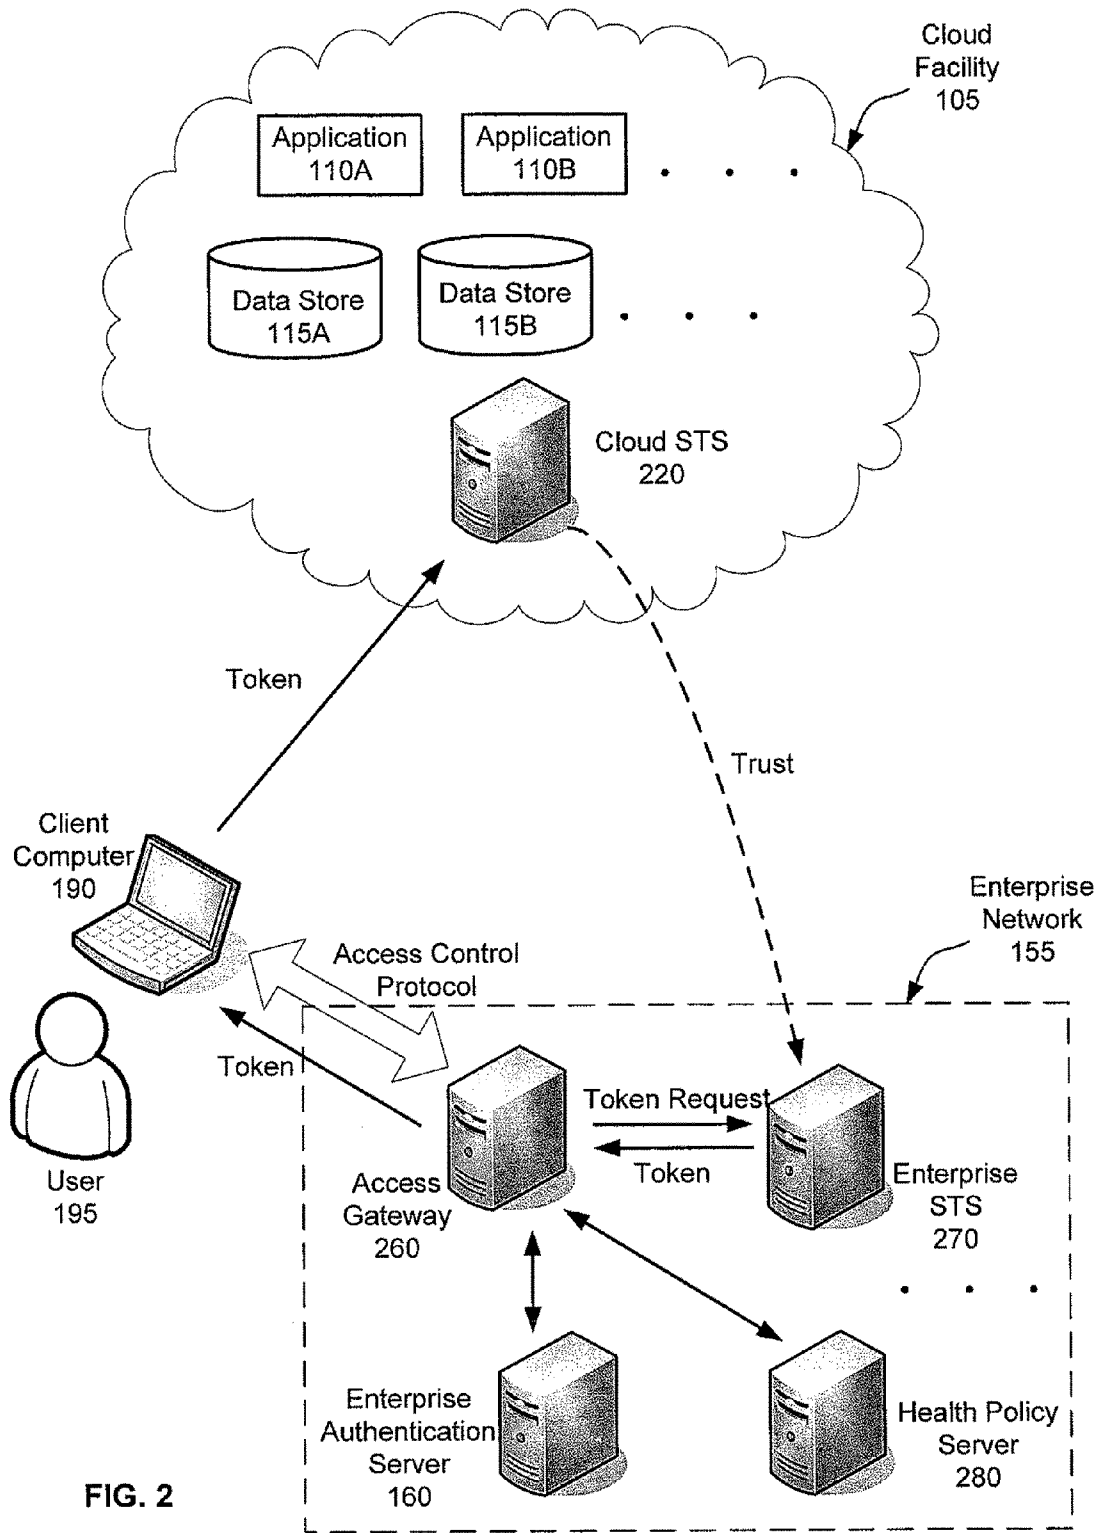 Cloud
Facility
105
Application
110A
Application
110B
Data Store
115A
Data Store
115B
Cloud STS
220
Token
Trust
Client
Computer
190
Enterprise
Network
155
Access Control
Protocol
Token
Token Request
Token
User
195
Access
Gateway
260
Enterprise
STS
270
Enterprise
Authentication
Server
160
Health Policy
Server
280
FIG. 2